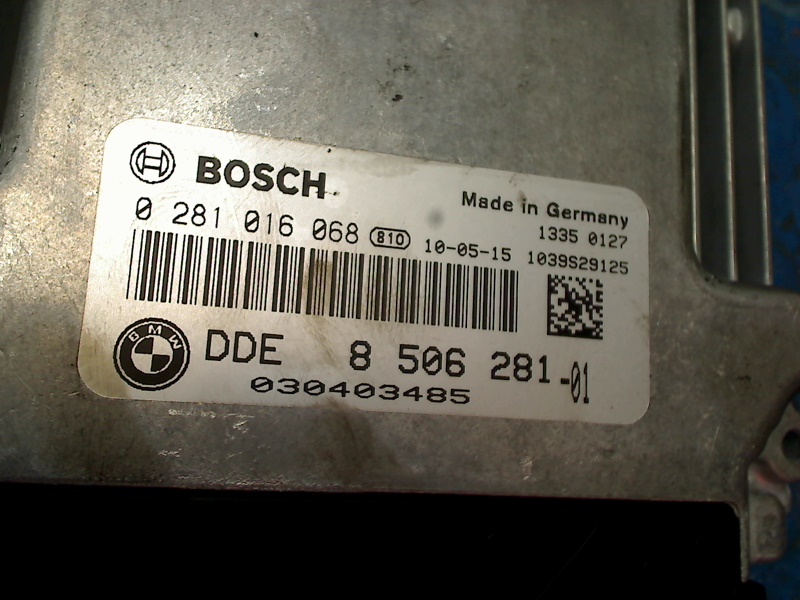 BOSCH
Made in Germany
0 281 016 068 810 10-05-15
1335 0127
1039S29125
BMW
DDE 8 506 281-01
030403485